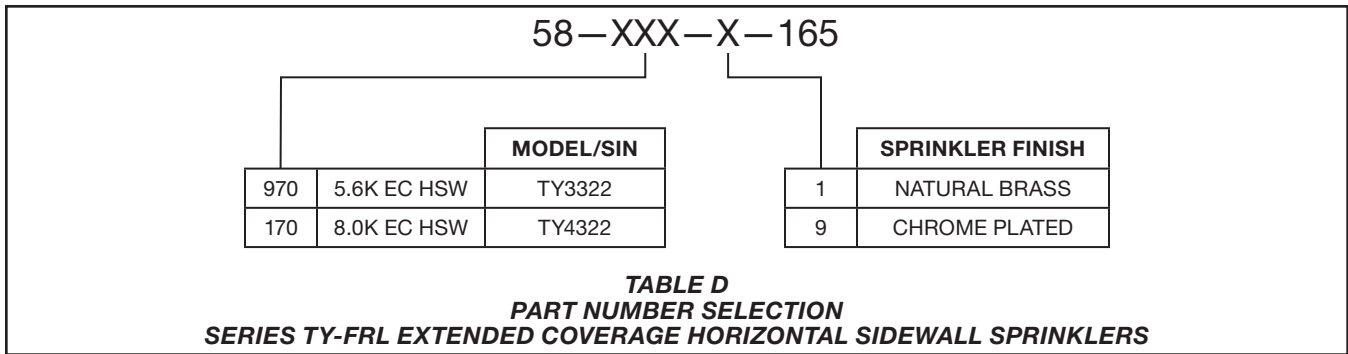 58—XXX—X—165
MODEL/SIN
970 5.6K EC HSW TY3322
170 8.0K EC HSW TY4322
SPRINKLER FINISH
1 NATURAL BRASS
9 CHROME PLATED
TABLE D
PART NUMBER SELECTION
SERIES TY-FRL EXTENDED COVERAGE HORIZONTAL SIDEWALL SPRINKLERS